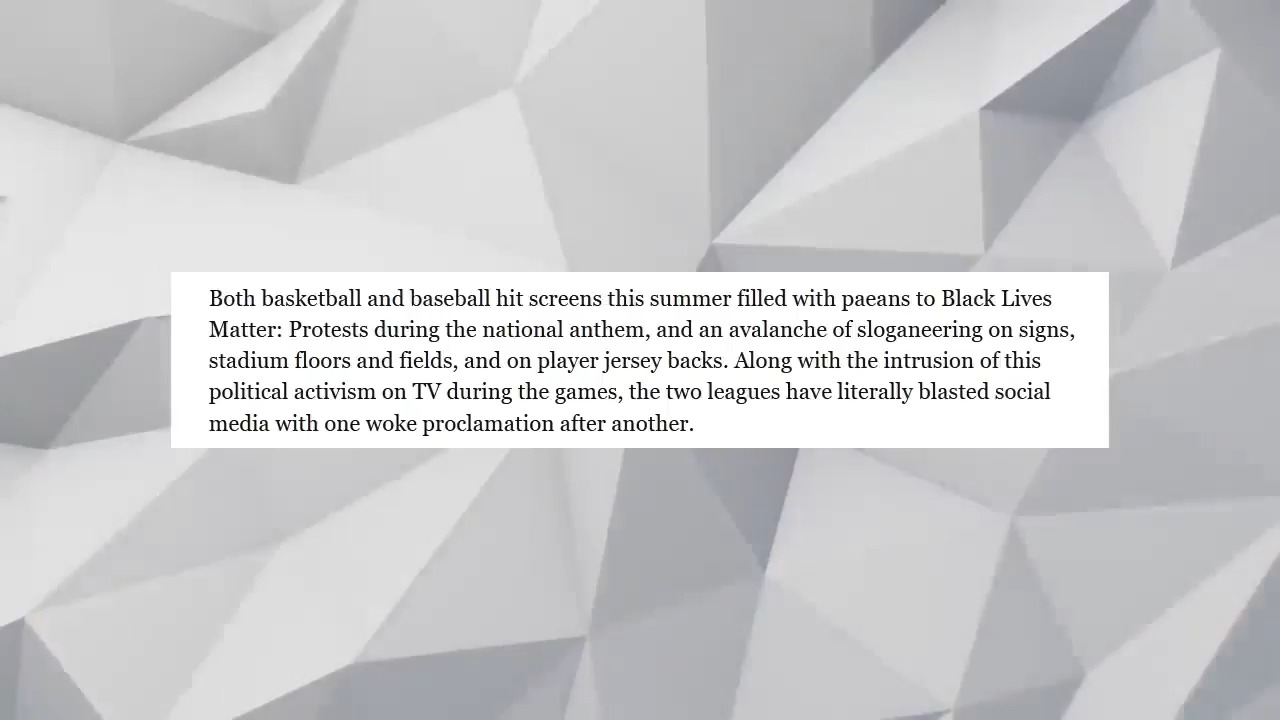 Both basketball and baseball hit screens this summer filled with paeans to Black Lives
Matter: Protests during the national anthem, and an avalanche of sloganeering on signs,
stadium floors and fields, and on player jersey backs. Along with the intrusion of this
political activism on TV during the games, the two leagues have literally blasted social
media with one woke proclamation after another.